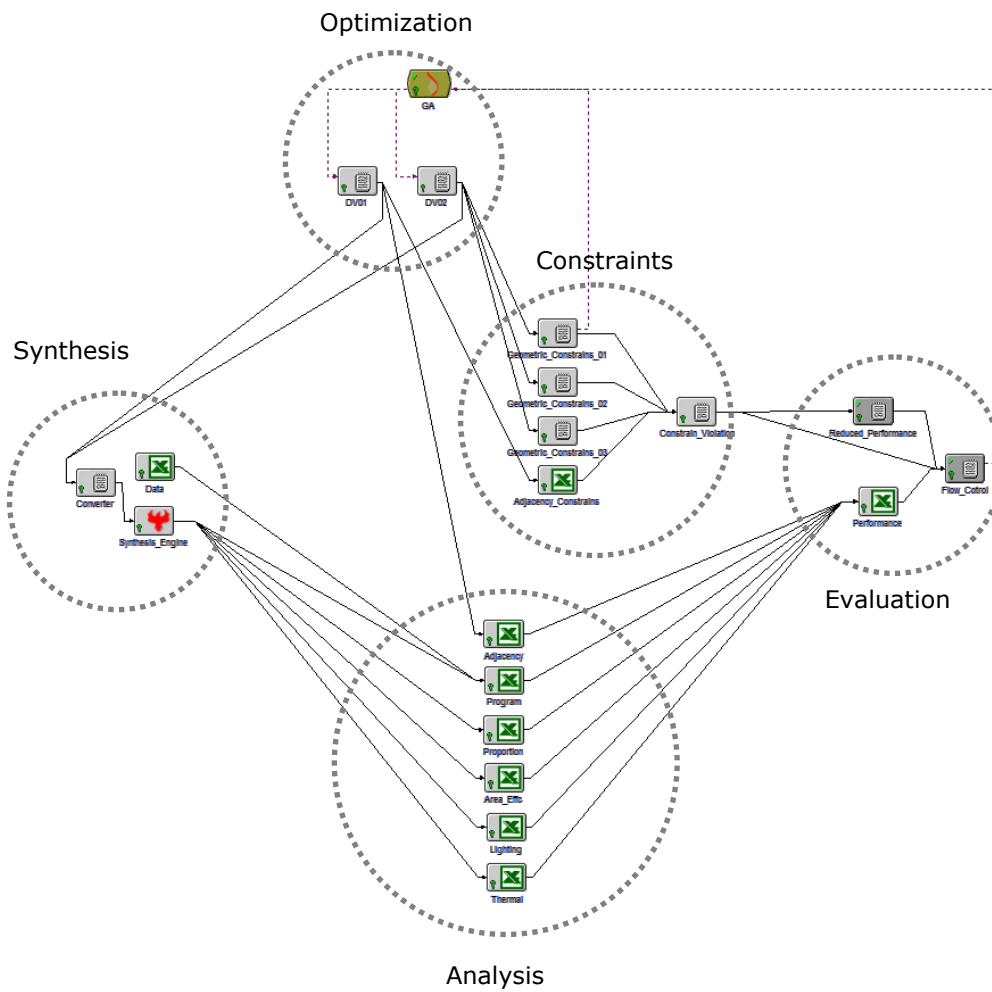 Optimization
GA
DV01
DV02
Constraints
Geometric_Constrains_01
Geometric_Constrains_02
Geometric_Constrains_03
Adjacency_Constrains
Constrain_Violation
Synthesis
Converter
Data
Synthesis_Engine
Reduced_Performance
Flow_Cotrol
Performance
Evaluation
Adjacency
Program
Proportion
Area_Effc
Lighting
Thermal
Analysis